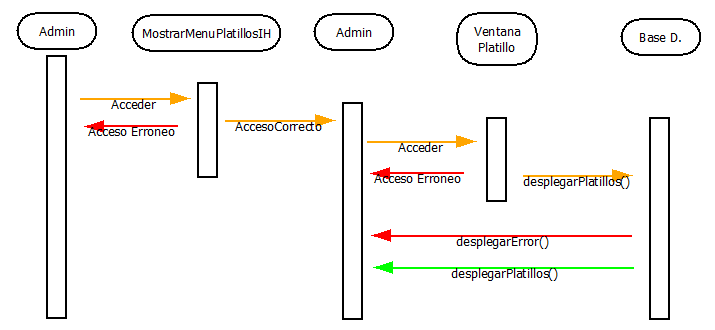 Admin
MostrarMenuPlatillosIH
Admin
Ventana
Platillo
Base D.
Acceder
AccesoCorrecto
Acceso Erroneo
Acceder
Acceso Erroneo
desplegarPlatillos()
desplegarError()
desplegarPlatillos()